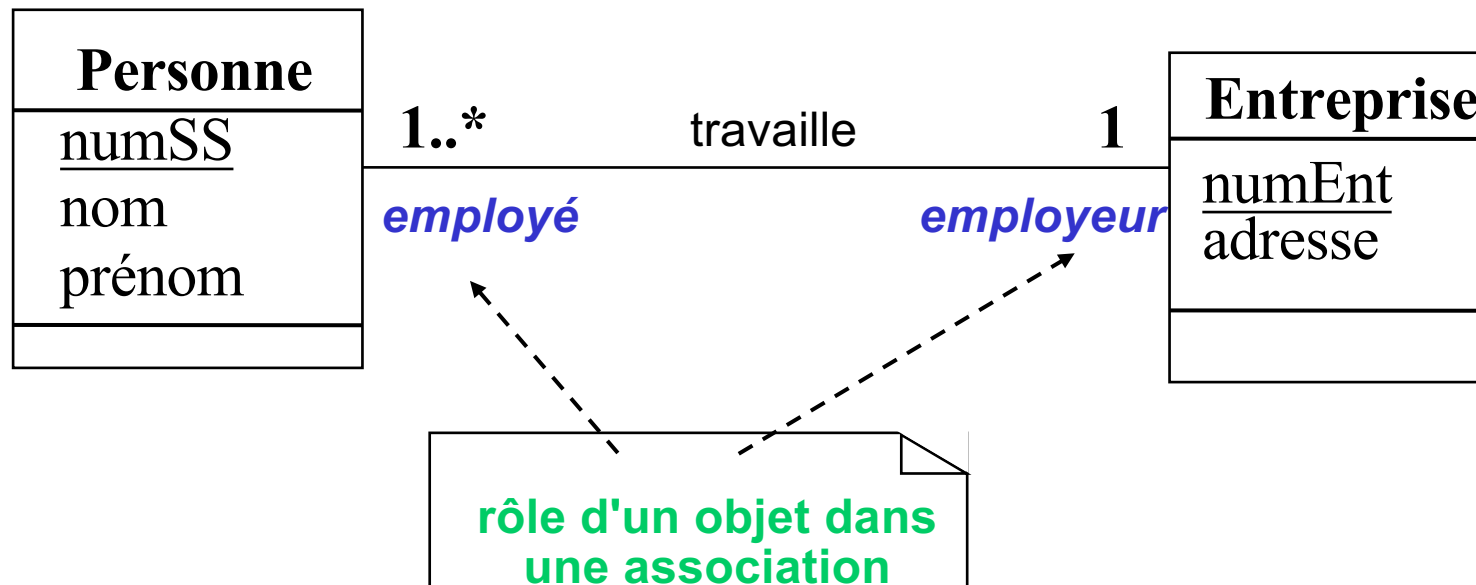 Personne
numSS
nom
prénom
1..*
travaille
1
employé
employeur
Entreprise
numEnt
adresse
rôle d'un objet dans
une association